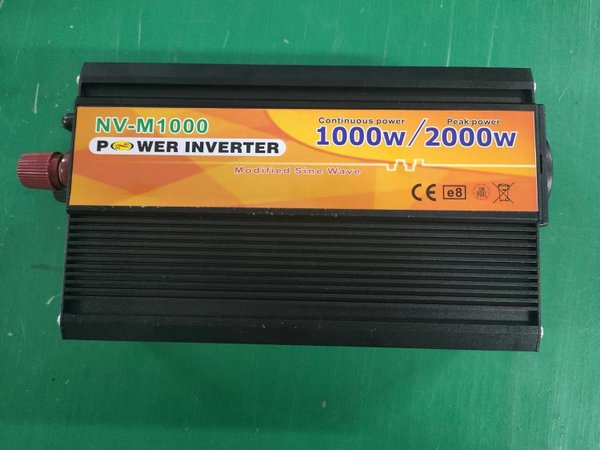 NV-M1000
POWER INVERTER
Continuous power
Peak power
1000w/2000w
Modified Sine Wave
CE
e8